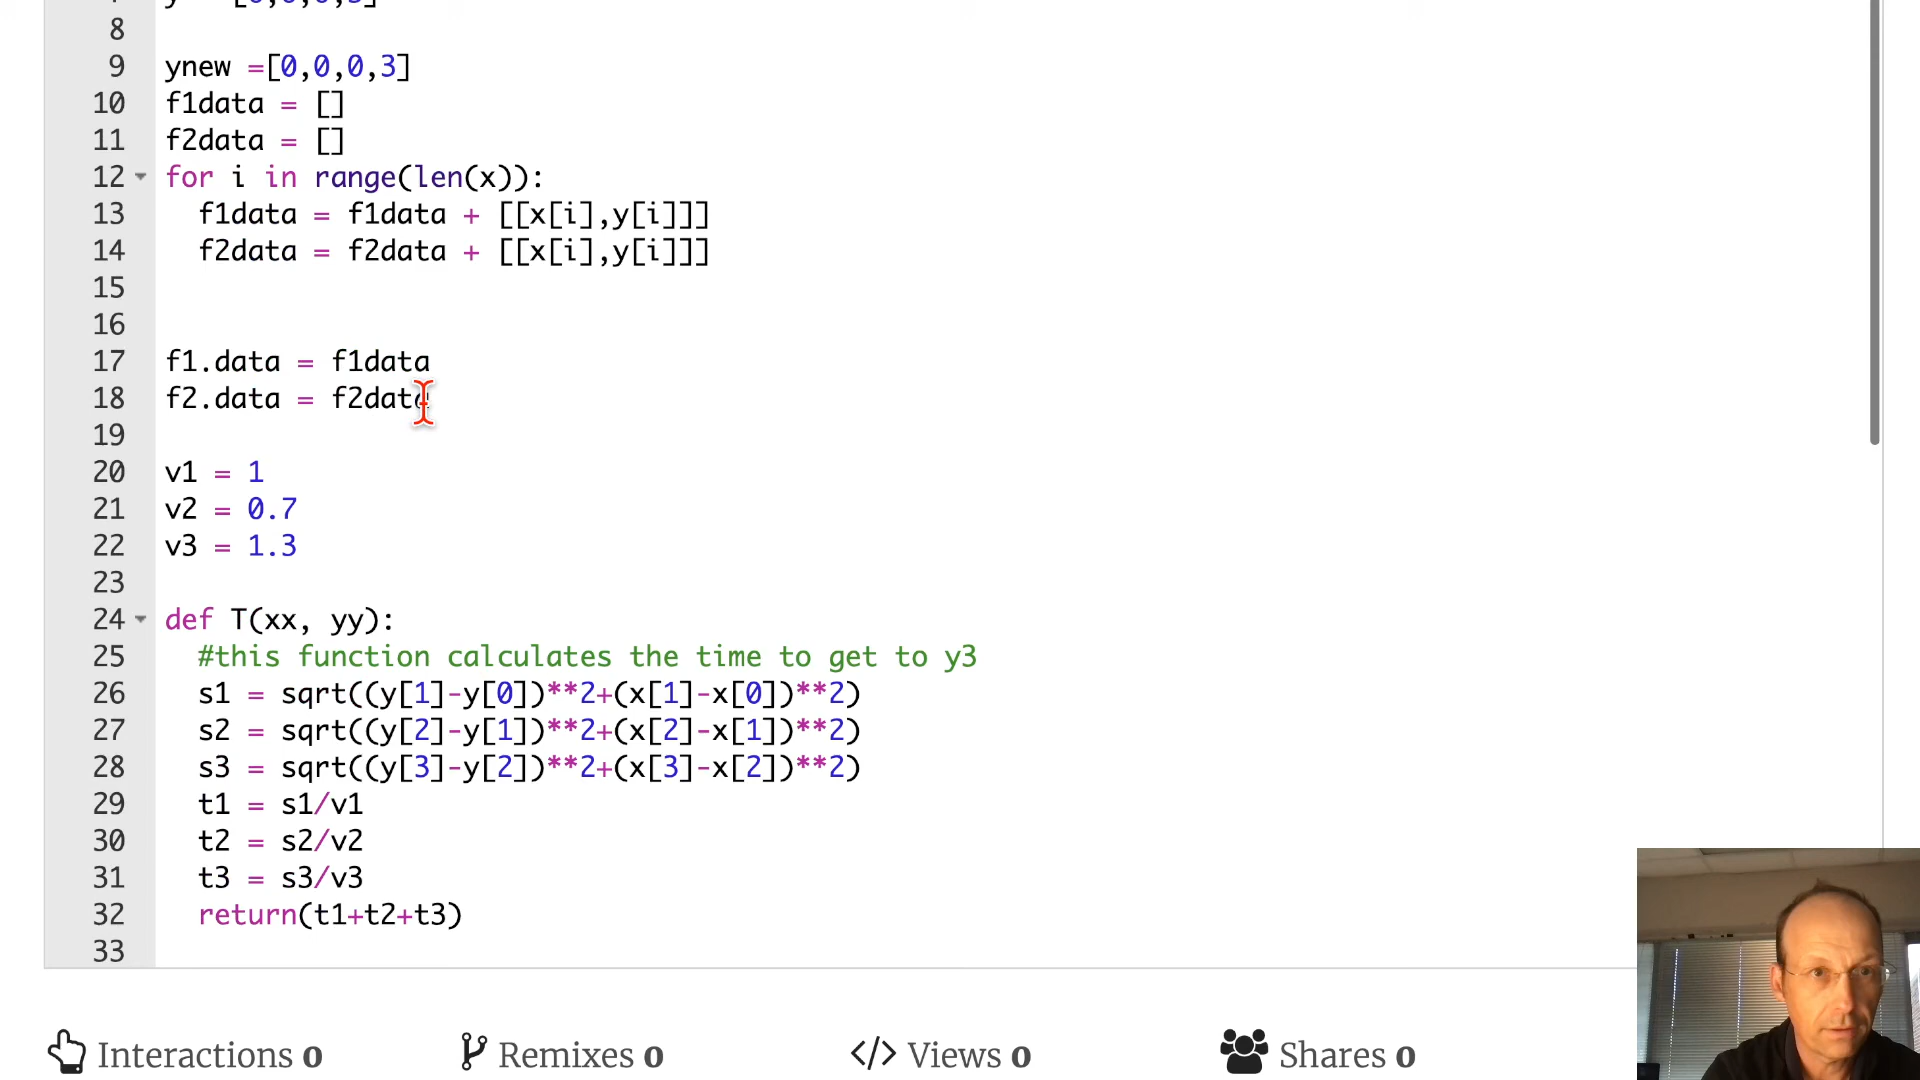 8
9 ynew =[0,0,0,3]
10 f1data = []
11 f2data = []
12 for i in range(len(x)):
13 f1data = f1data + [[x[i],y[i]]]
14 f2data = f2data + [[x[i],y[i]]]
15
16
17 f1.data = f1data
18 f2.data = f2data
19
20 v1 = 1
21 v2 = 0.7
22 v3 = 1.3
23
24 def T(xx, yy):
25 #this function calculates the time to get to y3
26 s1 = sqrt((y[1]-y[0])**2+(x[1]-x[0])**2)
27 s2 = sqrt((y[2]-y[1])**2+(x[2]-x[1])**2)
28 s3 = sqrt((y[3]-y[2])**2+(x[3]-x[2])**2)
29 t1 = s1/v1
30 t2 = s2/v2
31 t3 = s3/v3
32 return(t1+t2+t3)
33
Interactions 0 Remixes 0 </> Views 0 Shares 0